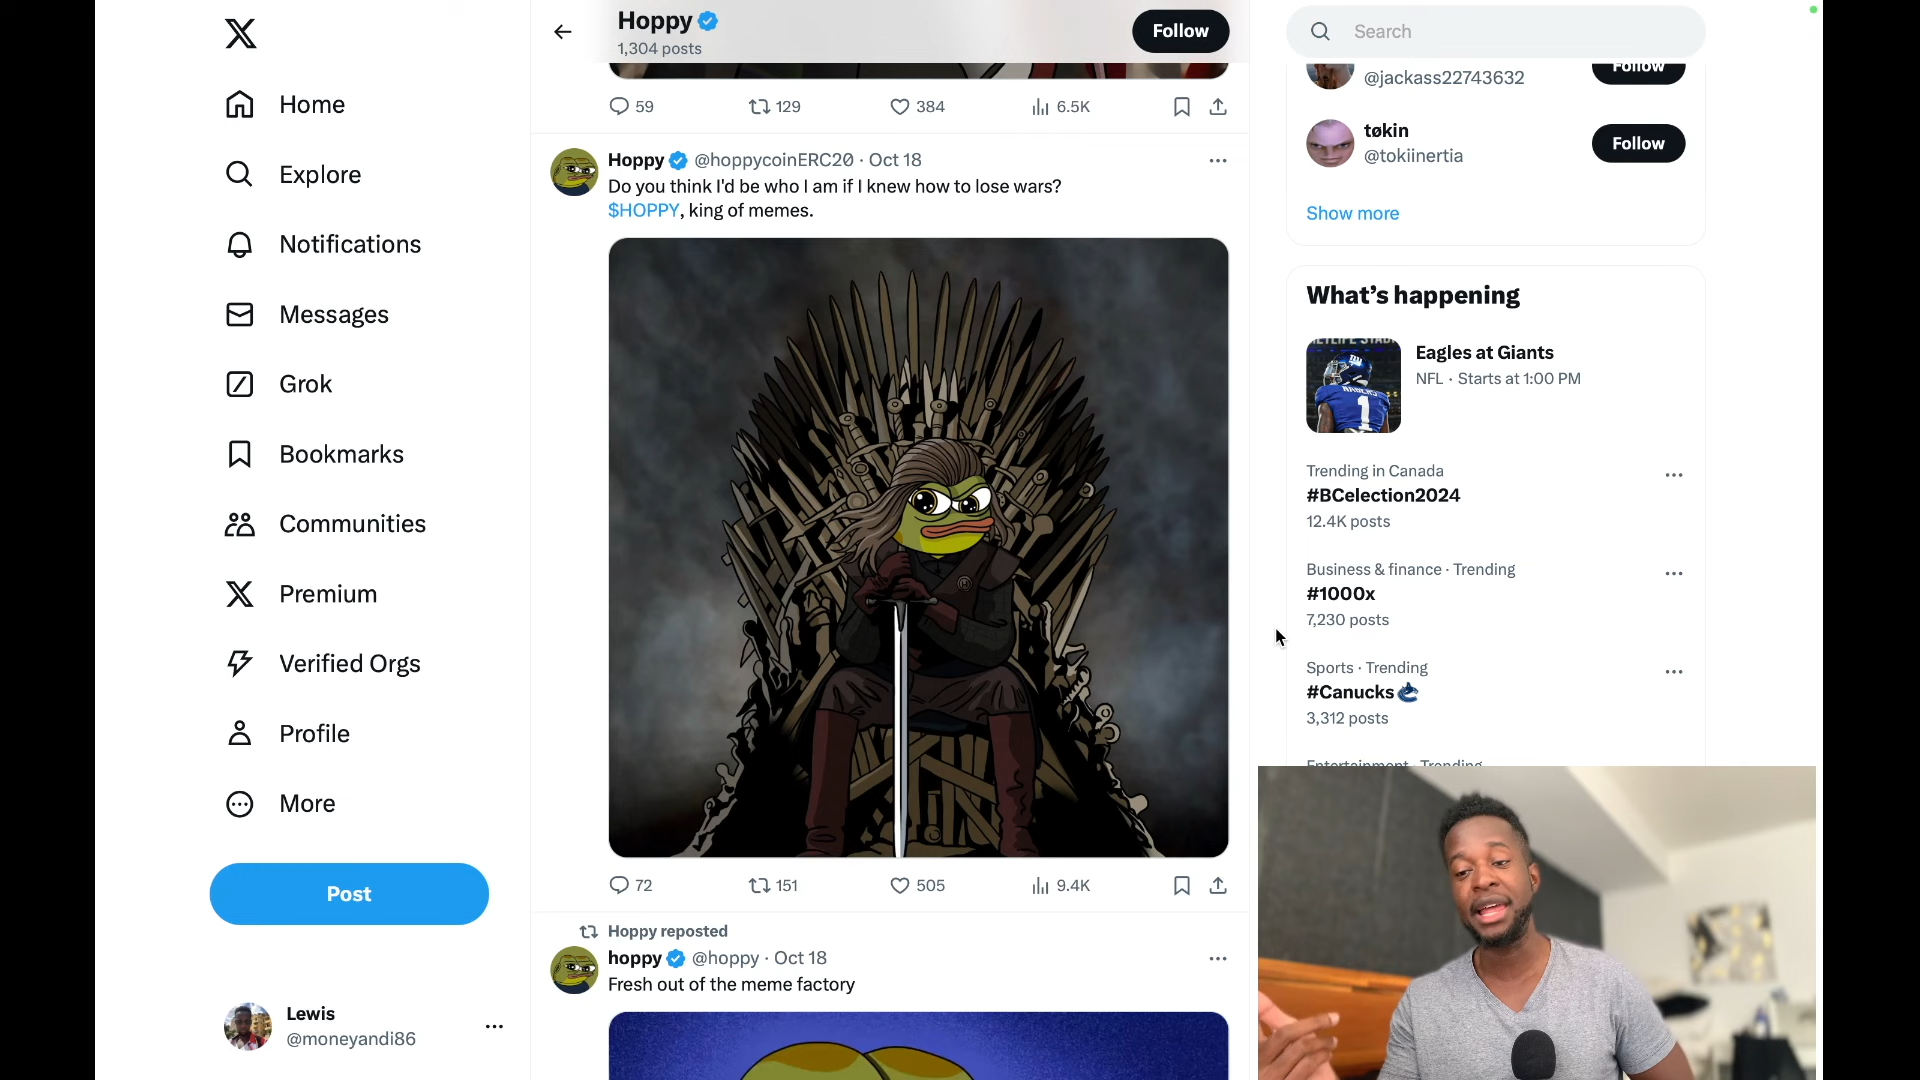 Home
Explore
Notifications
Messages
Grok
Bookmarks
Communities
Premium
Verified Orgs
Profile
More
Post
Lewis
@moneyandi86
Hoppy
1,304 posts
Follow
59
129
384
6.5K
Hoppy @hoppycoinERC20 · Oct 18
Do you think I'd be who I am if I knew how to lose wars?
$HOPPY, king of memes.
72
151
505
9.4K
Hoppy reposted
hoppy @hoppy · Oct 18
Fresh out of the meme factory
Search
@jackass22743632
Follow
tøkin
@tokiinertia
Follow
Show more
What's happening
Eagles at Giants
NFL · Starts at 1:00 PM
Trending in Canada
#BCelection2024
12.4K posts
Business & finance · Trending
#1000x
7,230 posts
Sports · Trending
#Canucks
3,312 posts
Entertainment · Trending